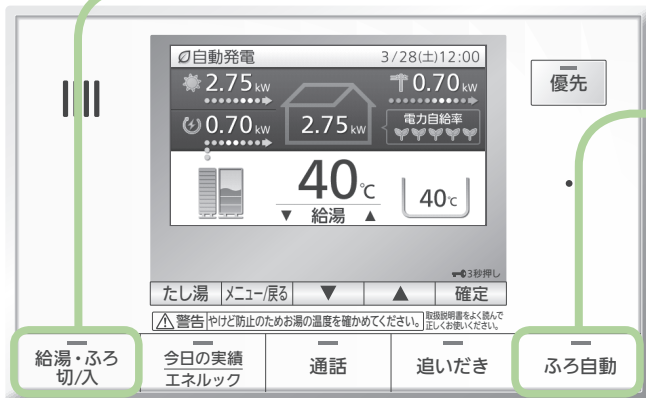 自動発電 3/28(土)12:00
2.75kw 0.70kw
0.70kw 2.75kw 電力自給率
40℃ 40℃
▼ 給湯 ▲
優先
3秒押し
たし湯 メニュー/戻る ▼ ▲ 確定
警告 やけど防止のためお湯の温度を確かめてください。 取扱説明書をよく読んで
正しくお使いください。
給湯・ふろ
切/入
今日の実績
エネルック
通話
追いだき
ふろ自動